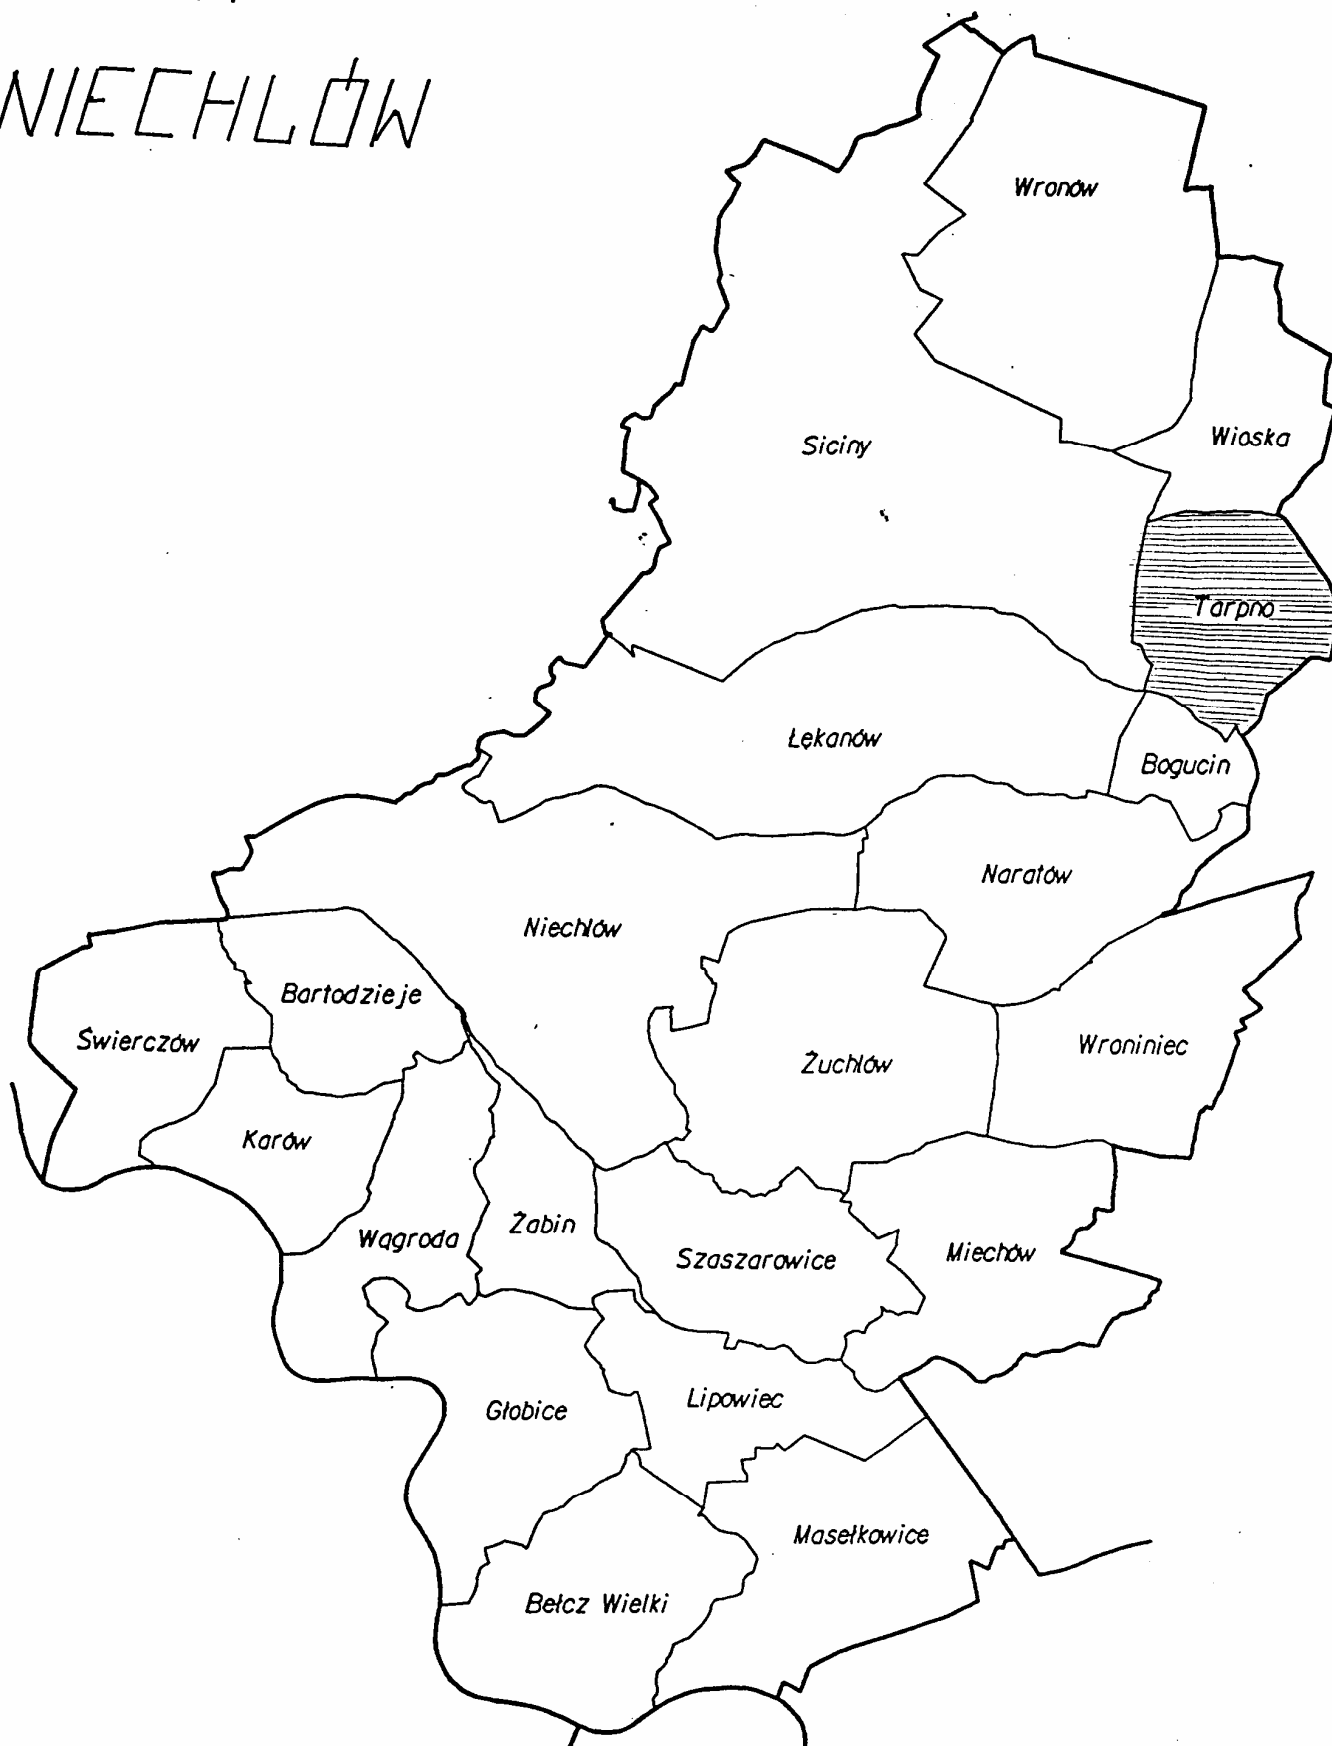 NIECHLÓW
Wronów
Wioska
Siciny
Tarpno
Łękanów
Bogucin
Naratów
Niechlów
Bartodzieje
Świerczów
Żuchlów
Wroniniec
Karów
Wągroda
Żabin
Szaszarowice
Miechów
Głobice
Lipowiec
Masełkowice
Bełcz Wielki